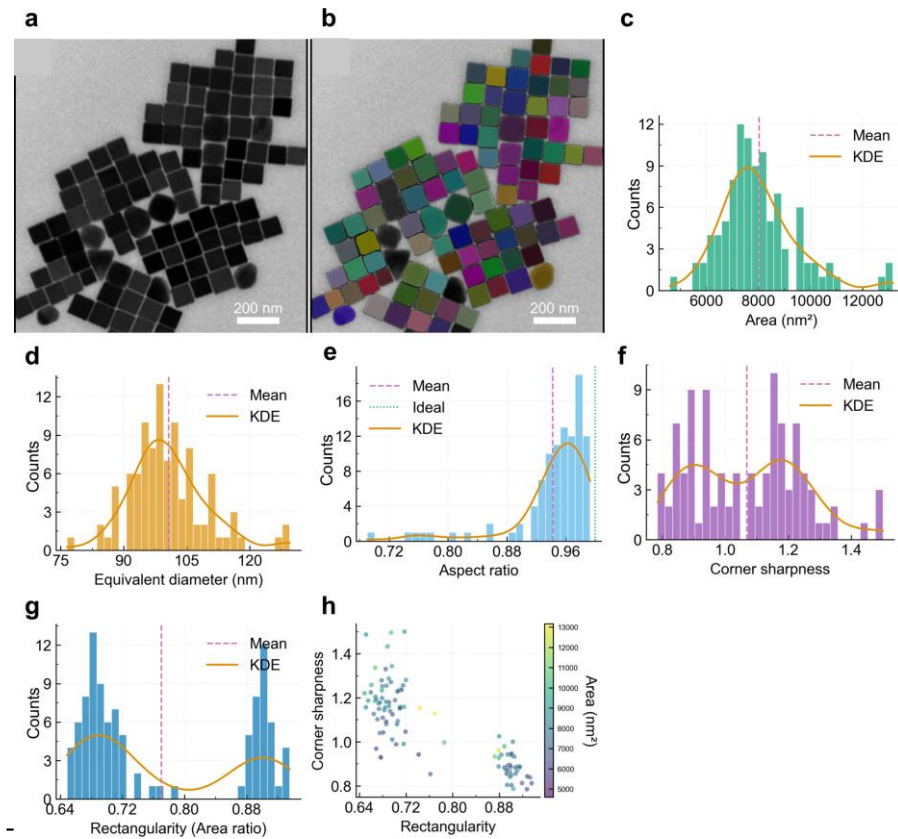 a
b
c
200 nm
200 nm
12
9
6
3
0
Counts
Mean
KDE
6000 8000 10000 12000
Area (nm²)
d
12
9
6
3
0
Counts
Mean
KDE
75 90 105 120
Equivalent diameter (nm)
e
16
12
8
4
0
Counts
Mean
Ideal
KDE
0.72 0.80 0.88 0.96
Aspect ratio
f
9
6
3
0
Counts
Mean
KDE
0.8 1.0 1.2 1.4
Corner sharpness
g
12
9
6
3
0
Counts
Mean
KDE
0.64 0.72 0.80 0.88
Rectangularity (Area ratio)
h
1.4
1.2
1.0
0.8
Corner sharpness
0.64 0.72 0.80 0.88
Rectangularity
13000
12000
11000
10000
9000
8000
7000
6000
5000
Area (nm²)
-